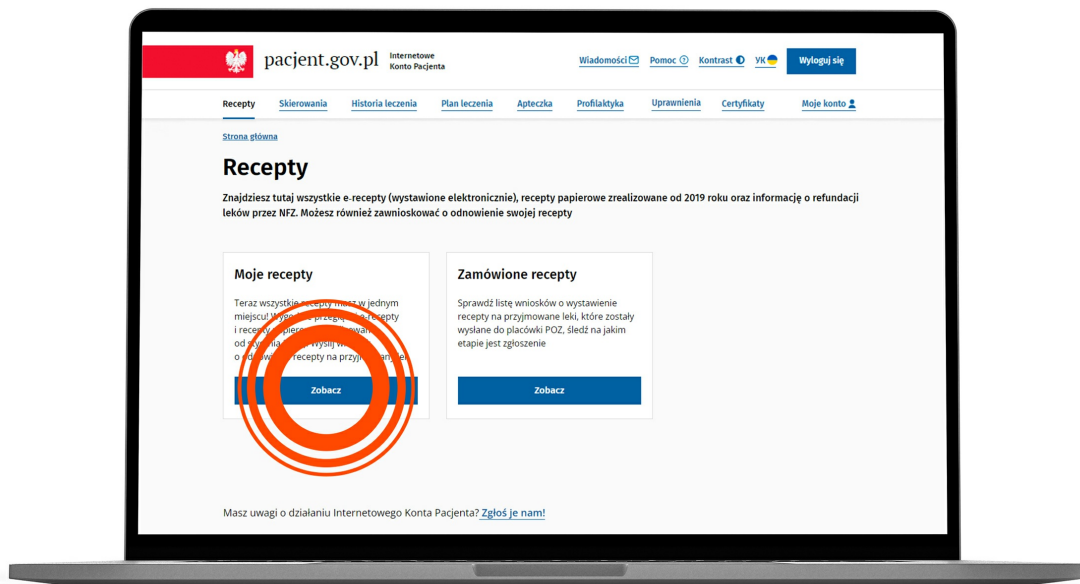 pacjent.gov.pl
Internetowe
Konto Pacjenta
Wiadomości
Pomoc
Kontrast
УК
Wyloguj się
Recepty
Skierowania
Historia leczenia
Plan leczenia
Apteczka
Profilaktyka
Uprawnienia
Certyfikaty
Moje konto
Strona główna
Recepty
Znajdziesz tutaj wszystkie e-recepty (wystawione elektronicznie), recepty papierowe zrealizowane od 2019 roku oraz informację o refundacji
leków przez NFZ. Możesz również zawnioskować o odnowienie swojej recepty
Moje recepty
Teraz wszystkie recepty masz w jednym
miejscu!
i
od
o recepty na
Zobacz
Zamówione recepty
Sprawdź listę wniosków o wystawienie
recepty na przyjmowane leki, które zostały
wysłane do placówki POZ, śledź na jakim
etapie jest zgłoszenie
Zobacz
Masz uwagi o działaniu Internetowego Konta Pacjenta? Zgłoś je nam!